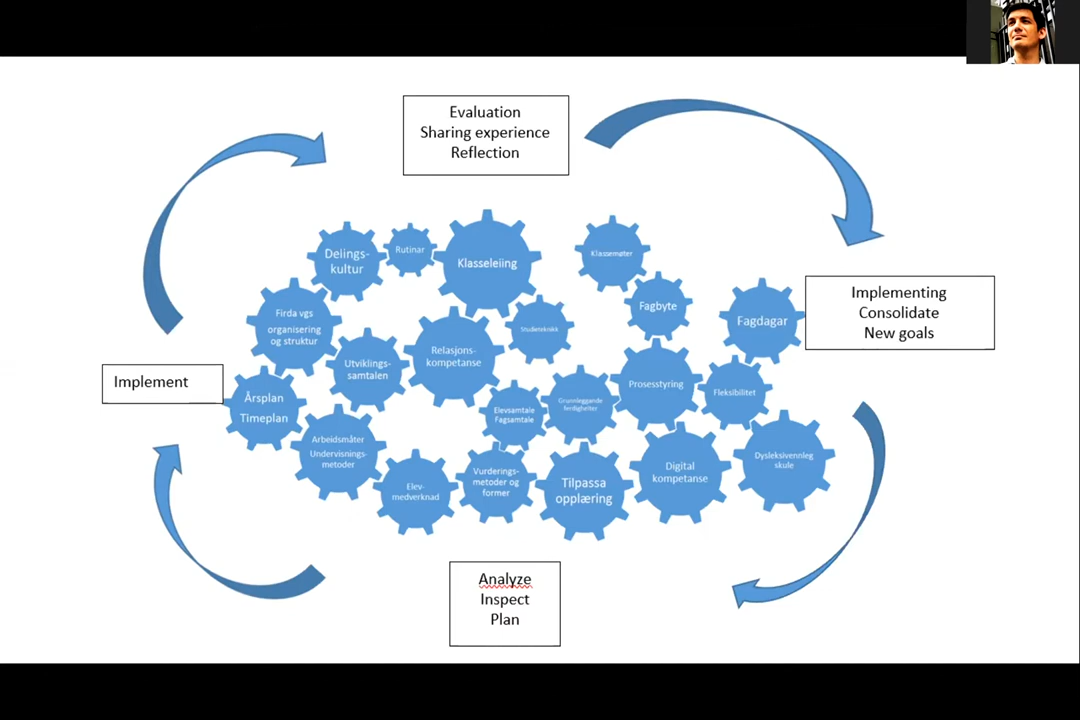 Evaluation
Sharing experience
Reflection
Implementing
Consolidate
New goals
Implement
Analyze
Inspect
Plan
Delings-
kultur
Rutinar
Klasseleiing
Klassemøter
Firda vgs
organisering
og struktur
Utviklings-
samtalen
Relasjons-
kompetanse
Studieteknikk
Fagbyte
Fagdagar
Årsplan
Timeplan
Arbeidsmåter
Undervisnings-
metoder
Elevsamtale
Fagsamtale
Grunnleggande
ferdigheiter
Prosesstyring
Fleksibilitet
Elev-
medverknad
Vurderings-
metoder og
former
Tilpassa
opplæring
Digital
kompetanse
Dysleksivennleg
skule